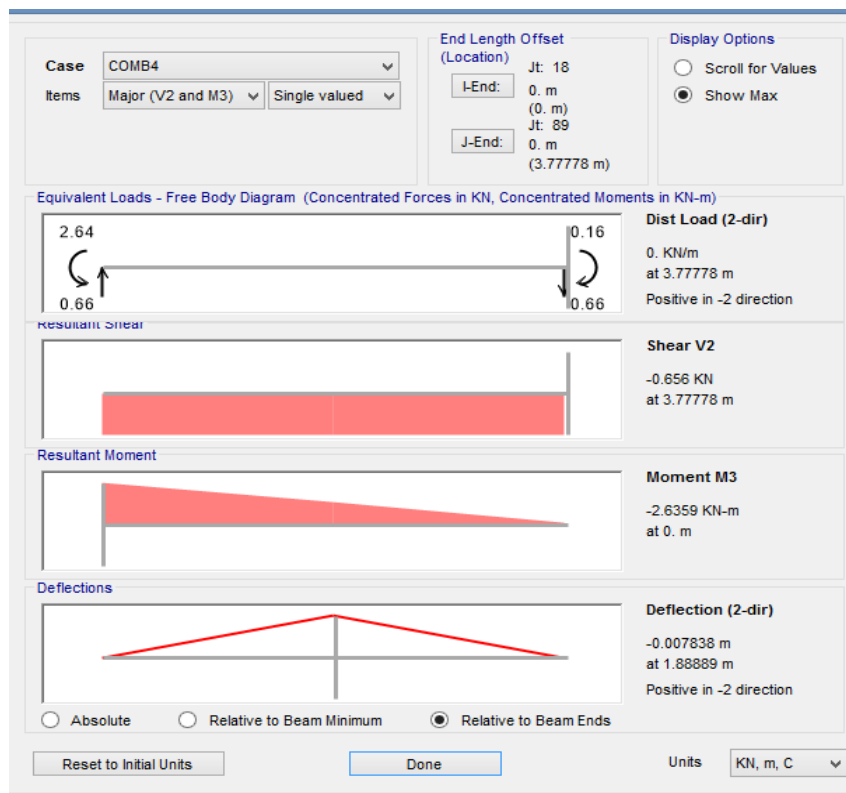 Case COMB4
Items Major (V2 and M3) Single valued
End Length Offset
(Location)
Jt: 18
I-End: 0. m
(0. m)
Jt: 89
J-End: 0. m
(3.77778 m)
Display Options
Scroll for Values
Show Max
Equivalent Loads - Free Body Diagram (Concentrated Forces in KN, Concentrated Moments in KN-m)
2.64 0.16
0.66 0.66
Dist Load (2-dir)
0. KN/m
at 3.77778 m
Positive in -2 direction
Resultant Shear
Shear V2
-0.656 KN
at 3.77778 m
Resultant Moment
Moment M3
-2.6359 KN-m
at 0. m
Deflections
Deflection (2-dir)
-0.007838 m
at 1.88889 m
Positive in -2 direction
Absolute Relative to Beam Minimum Relative to Beam Ends
Reset to Initial Units Done Units KN, m, C